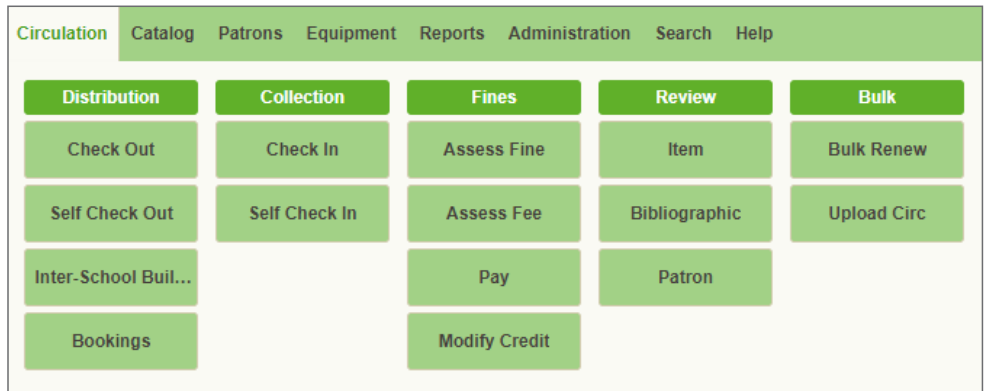 Circulation Catalog Patrons Equipment Reports Administration Search Help
Distribution Collection Fines Review Bulk
Check Out Check In Assess Fine Item Bulk Renew
Self Check Out Self Check In Assess Fee Bibliographic Upload Circ
Inter-School Buil... Pay Patron
Bookings Modify Credit